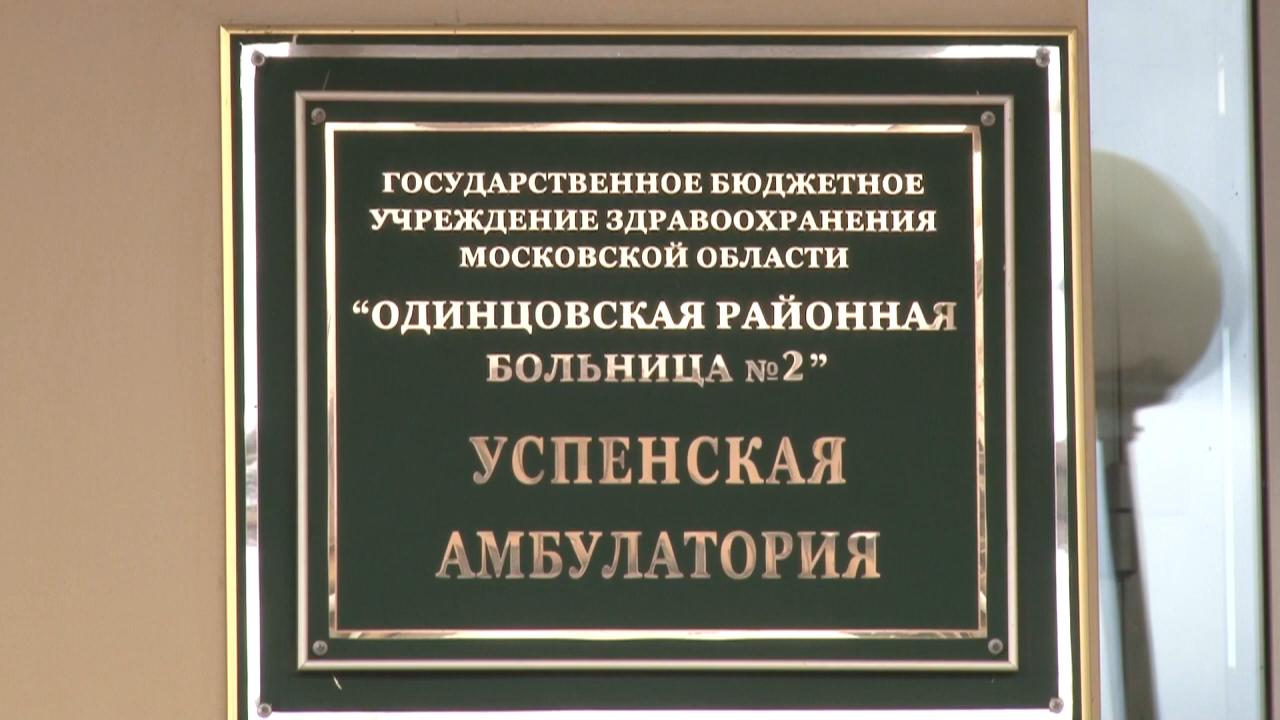 ГОСУДАРСТВЕННОЕ БЮДЖЕТНОЕ
УЧРЕЖДЕНИЕ ЗДРАВООХРАНЕНИЯ
МОСКОВСКОЙ ОБЛАСТИ
“ОДИНЦОВСКАЯ РАЙОННАЯ
БОЛЬНИЦА №2”
УСПЕНСКАЯ
АМБУЛАТОРИЯ